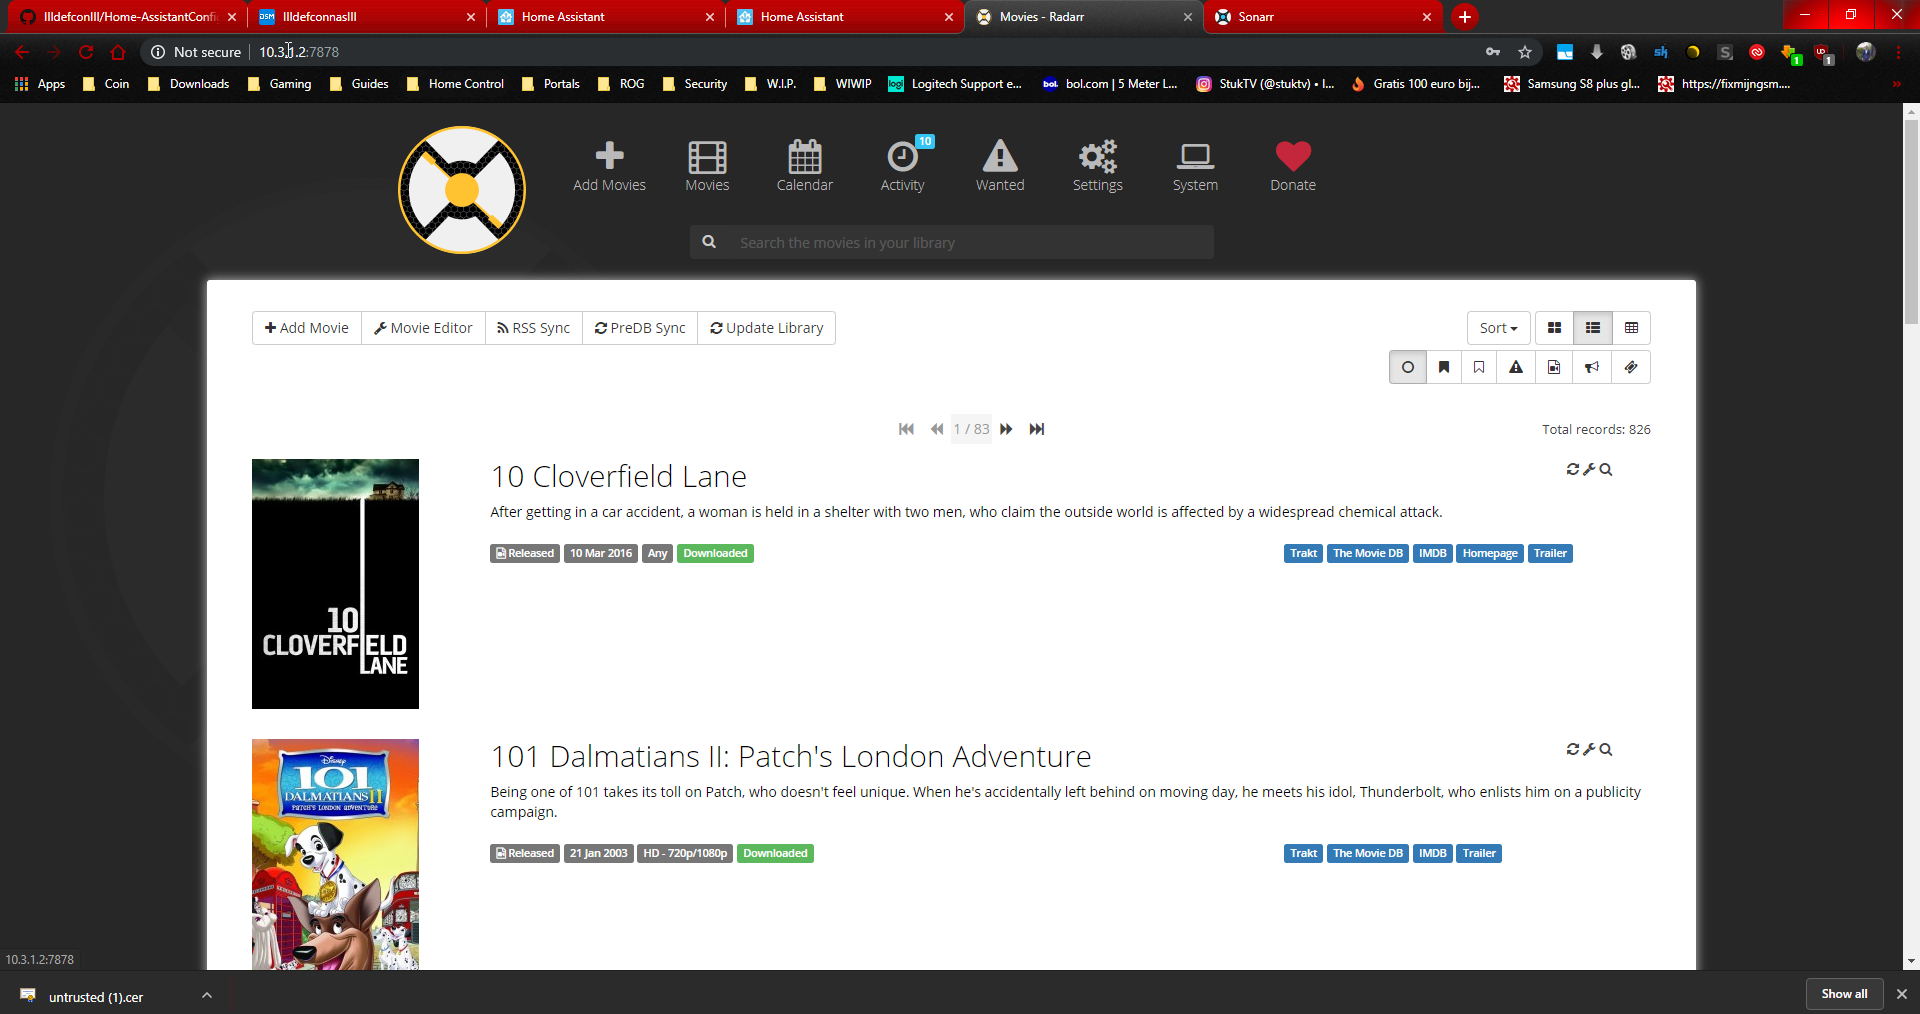 IlldefconIll/Home-AssistantConfi
IlldefconnasIll
Home Assistant
Home Assistant
Movies - Radarr
Sonarr
Not secure
10.3.1.2:7878
Apps
Coin
Downloads
Gaming
Guides
Home Control
Portals
ROG
Security
W.I.P.
WIWIP
Logitech Support e...
bol.com | 5 Meter L...
StukTV (@stuktv) • I...
Gratis 100 euro bij...
Samsung S8 plus gl...
https://fixmijngsm....
10
Add Movies
Movies
Calendar
Activity
Wanted
Settings
System
Donate
Search the movies in your library
Add Movie
Movie Editor
RSS Sync
PreDB Sync
Update Library
Sort
1 / 83
Total records: 826
10
CLOVERFIELD
LANE
10 Cloverfield Lane
After getting in a car accident, a woman is held in a shelter with two men, who claim the outside world is affected by a widespread chemical attack.
Released
10 Mar 2016
Any
Downloaded
Trakt
The Movie DB
IMDB
Homepage
Trailer
Disney
101
DALMATIANS II
PATCH'S LONDON ADVENTURE
101 Dalmatians II: Patch's London Adventure
Being one of 101 takes its toll on Patch, who doesn't feel unique. When he's accidentally left behind on moving day, he meets his idol, Thunderbolt, who enlists him on a publicity
campaign.
Released
21 Jan 2003
HD - 720p/1080p
Downloaded
Trakt
The Movie DB
IMDB
Trailer
10.3.1.2:7878
untrusted (1).cer
Show all